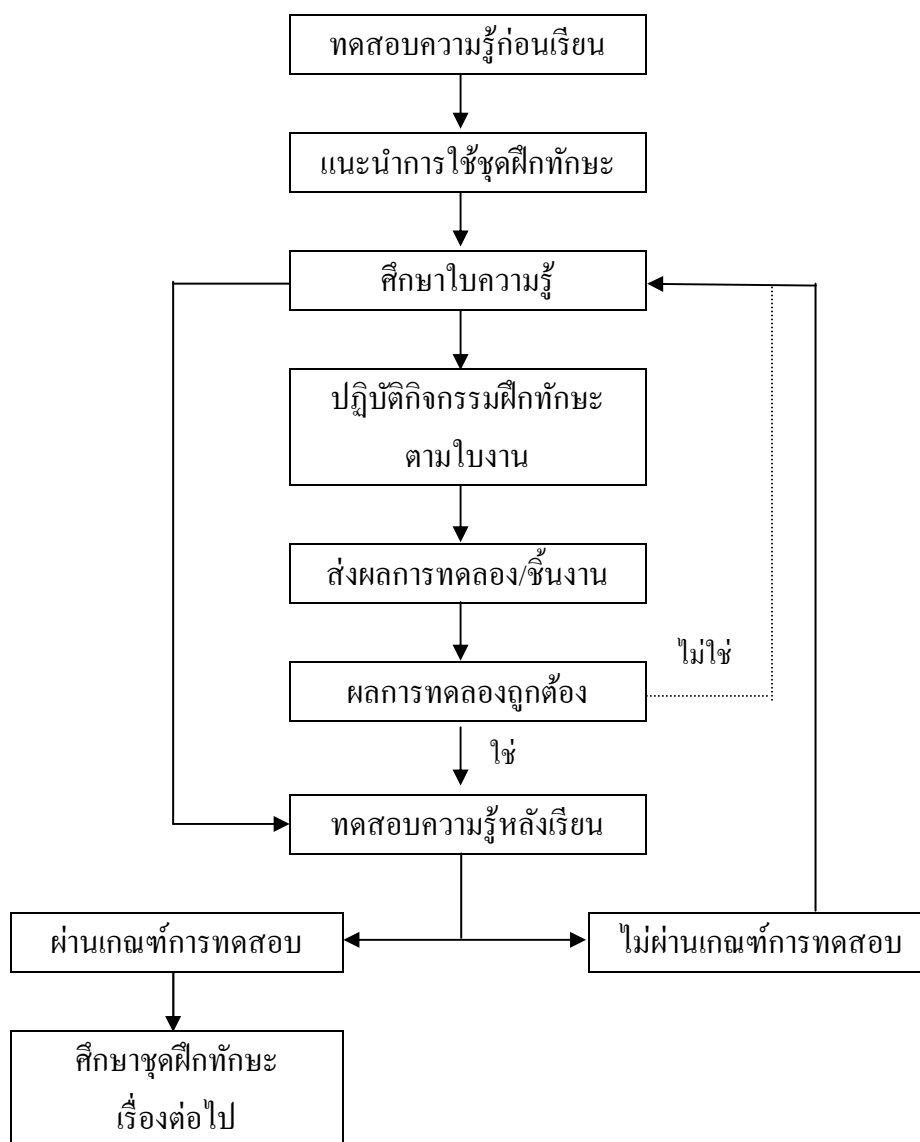 ทดสอบความรู้ก่อนเรียน
แนะนำการใช้ชุดฝึกทักษะ
ศึกษาใบความรู้
ปฏิบัติกิจกรรมฝึกทักษะ
ตามใบงาน
ส่งผลการทดลอง/ชิ้นงาน
ไม่ใช่
ผลการทดลองถูกต้อง
ใช่
ทดสอบความรู้หลังเรียน
ผ่านเกณฑ์การทดสอบ
ไม่ผ่านเกณฑ์การทดสอบ
ศึกษาชุดฝึกทักษะ
เรื่องต่อไป